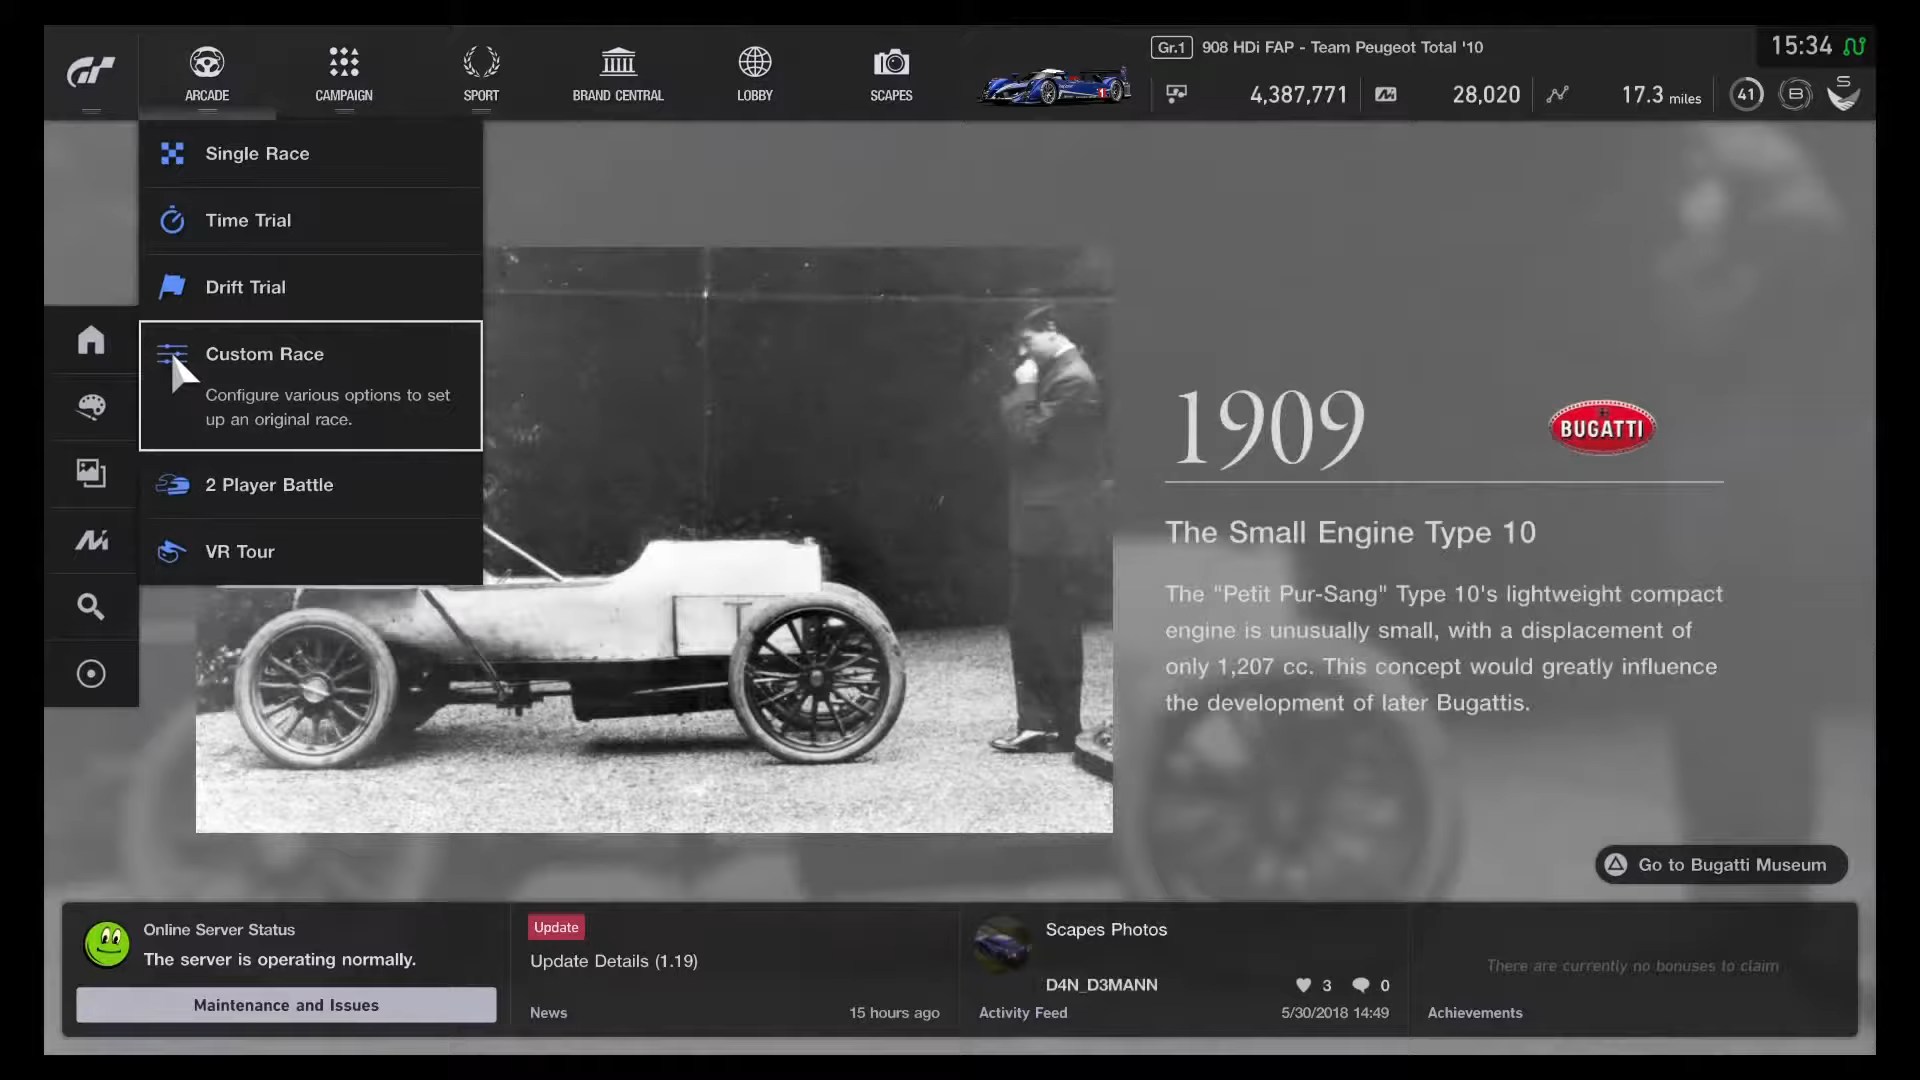 GT
ARCADE
CAMPAIGN
SPORT
BRAND CENTRAL
LOBBY
SCAPES
Gr.1 908 HDi FAP - Team Peugeot Total '10
15:34
4,387,771
28,020
17.3 miles
41
B
S
Single Race
Time Trial
Drift Trial
Custom Race
Configure various options to set
up an original race.
2 Player Battle
VR Tour
1909
BUGATTI
The Small Engine Type 10
The "Petit Pur-Sang" Type 10's lightweight compact
engine is unusually small, with a displacement of
only 1,207 cc. This concept would greatly influence
the development of later Bugattis.
Go to Bugatti Museum
Online Server Status
The server is operating normally.
Maintenance and Issues
Update
Update Details (1.19)
News
15 hours ago
Scapes Photos
D4N_D3MANN
3
0
Activity Feed
5/30/2018 14:49
There are currently no bonuses to claim
Achievements